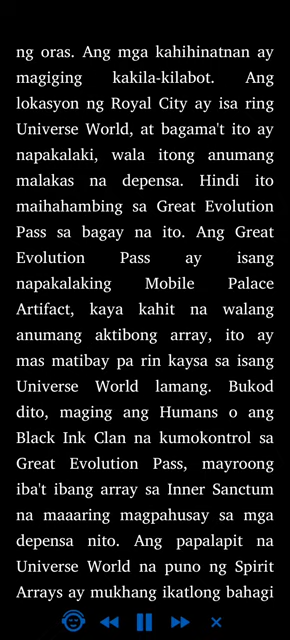 ng oras. Ang mga kahihinatnan ay
magiging kakila-kilabot. Ang
lokasyon ng Royal City ay isa ring
Universe World, at bagama't ito ay
napakalaki, wala itong anumang
malakas na depensa. Hindi ito
maihahambing sa Great Evolution
Pass sa bagay na ito. Ang Great
Evolution Pass ay isang
napakalaking Mobile Palace
Artifact, kaya kahit na walang
anumang aktibong array, ito ay
mas matibay pa rin kaysa sa isang
Universe World lamang. Bukod
dito, maging ang Humans o ang
Black Ink Clan na kumokontrol sa
Great Evolution Pass, mayroong
iba't ibang array sa Inner Sanctum
na maaaring magpahusay sa mga
depensa nito. Ang papalapit na
Universe World na puno ng Spirit
Arrays ay mukhang ikatlong bahagi